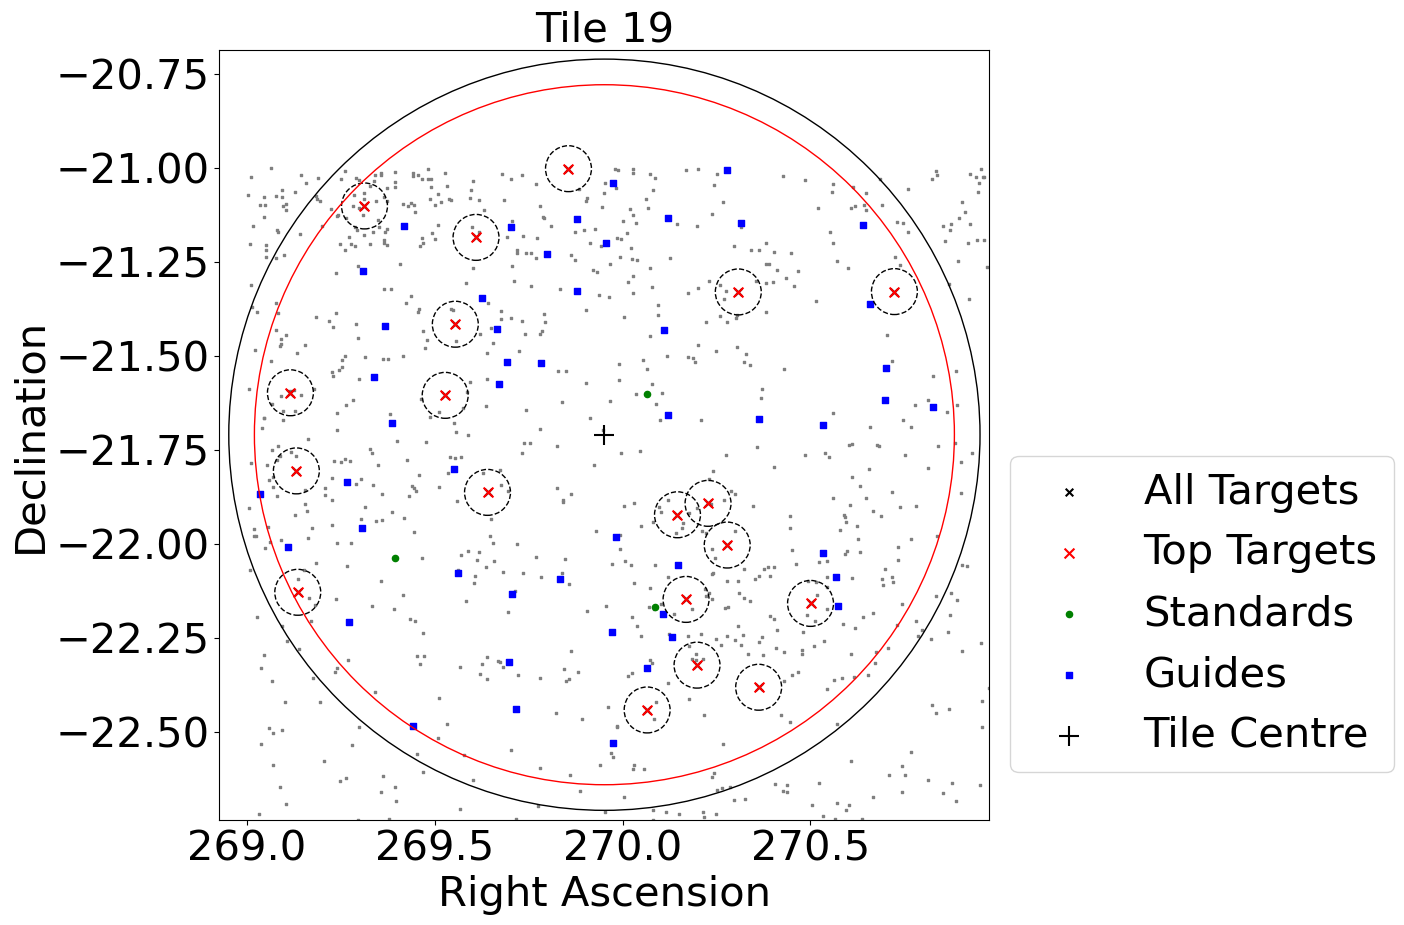 Tile 19
−20.75
−21.00
−21.25
−21.50
−21.75
−22.00
−22.25
−22.50
Declination
269.0 269.5 270.0 270.5
Right Ascension
All Targets
Top Targets
Standards
Guides
Tile Centre